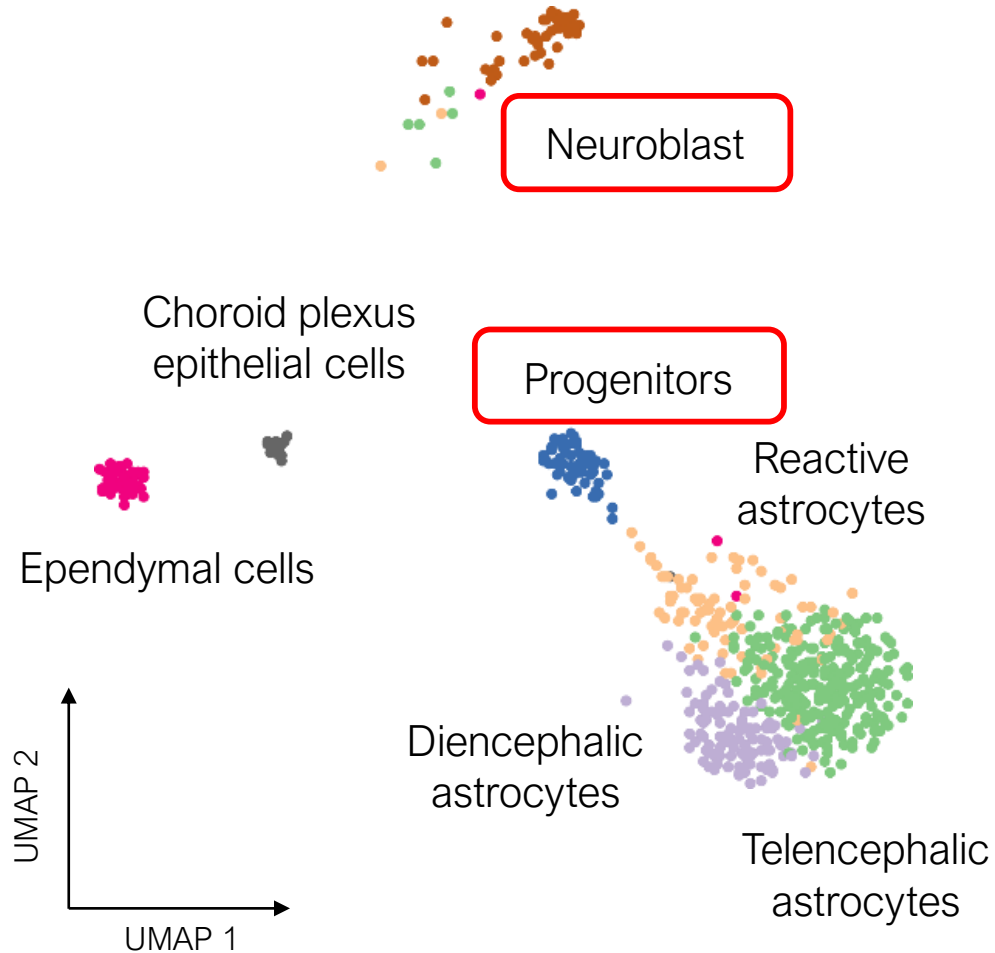 Neuroblast
Choroid plexus
epithelial cells
Progenitors
Reactive
astrocytes
Ependymal cells
Diencephalic
astrocytes
Telencephalic
astrocytes
UMAP 2
UMAP 1